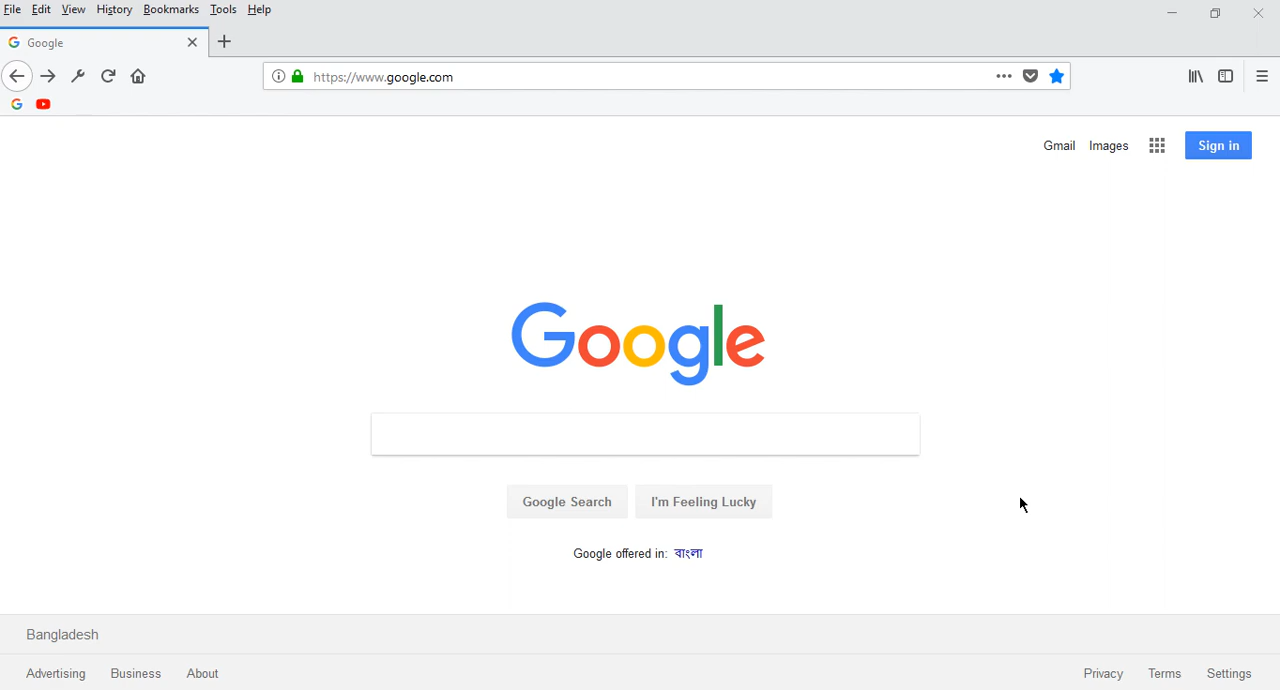 File Edit View History Bookmarks Tools Help
Google
https://www.google.com
Gmail Images Sign in
Google
Google Search I'm Feeling Lucky
Google offered in: বাংলা
Bangladesh
Advertising Business About Privacy Terms Settings